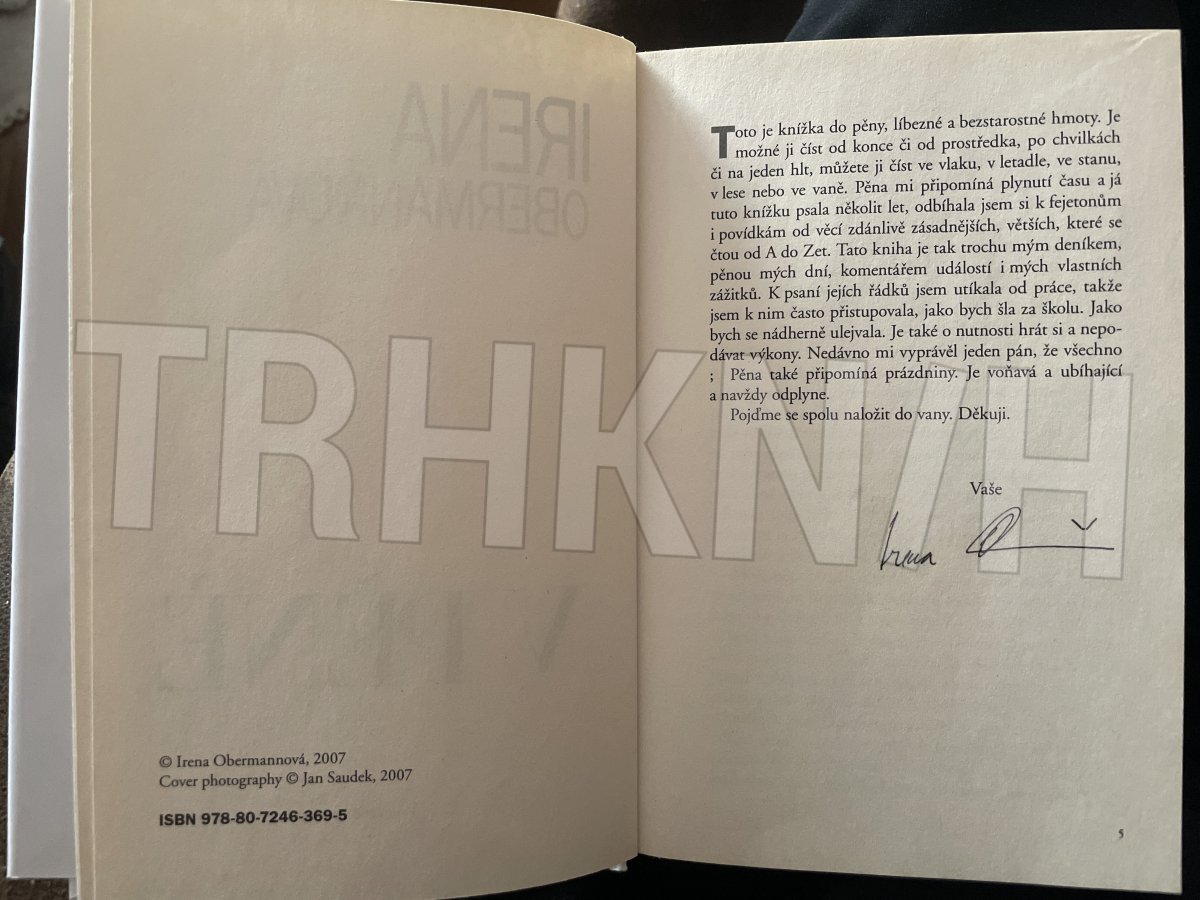 IRENA
OBERMANNOVÁ
© Irena Obermannová, 2007
Cover photography © Jan Saudek, 2007
ISBN 978-80-7246-369-5
Toto je knížka do pěny, líbezné a bezstarostné hmoty. Je
možné ji číst od konce či od prostředka, po chvilkách
či na jeden hlt, můžete ji číst ve vlaku, v letadle, ve stanu,
v lese nebo ve vaně. Pěna mi připomíná plynutí času a já
tuto knížku psala několit let, odbíhala jsem si k fejetonům
i povídkám od věcí zdánlivě zásadnějších, větších, které se
čtou od A do Zet. Tato kniha je tak trochu mým deníkem,
pěnou mých dní, komentářem událostí i mých vlastních
zážitků. K psaní jejích řádků jsem utíkala od práce, takže
jsem k nim často přistupovala, jako bych šla za školu. Jako
bych se nádherně ulejvala. Je také o nutnosti hrát si a nepo-
dávat výkony. Nedávno mi vyprávěl jeden pán, že všechno
; Pěna také připomíná prázdniny. Je voňavá a ubíhající
a navždy odplyne.
Pojďme se spolu naložit do vany. Děkuji.
Vaše
Irena
5
TRHKNIH